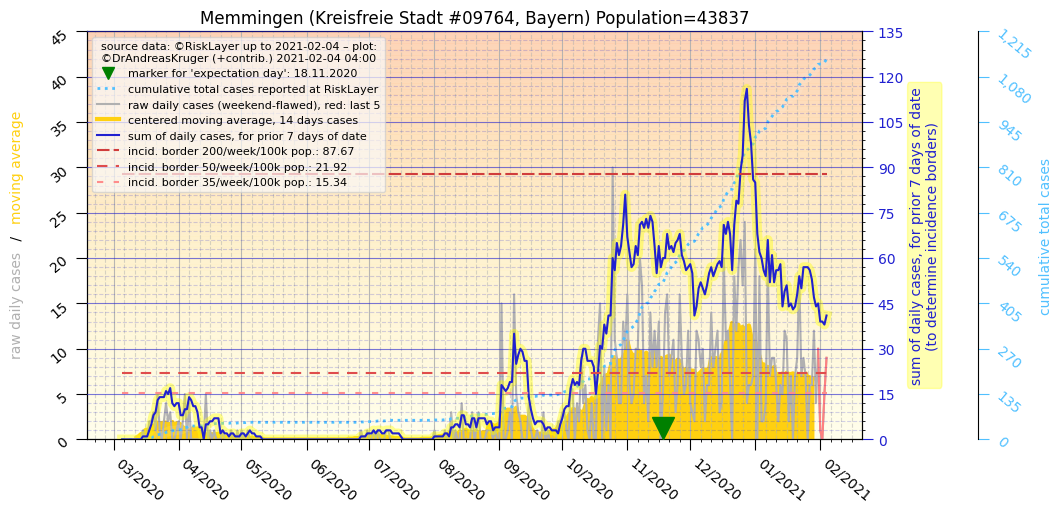 Memmingen (Kreisfreie Stadt #09764, Bayern) Population=43837
source data: ©RiskLayer up to 2021-02-04 – plot:
©DrAndreasKruger (+contrib.) 2021-02-04 04:00
marker for 'expectation day': 18.11.2020
cumulative total cases reported at RiskLayer
raw daily cases (weekend-flawed), red: last 5
centered moving average, 14 days cases
sum of daily cases, for prior 7 days of date
incid. border 200/week/100k pop.: 87.67
incid. border 50/week/100k pop.: 21.92
incid. border 35/week/100k pop.: 15.34
raw daily cases / moving average
45
40
35
30
25
20
15
10
5
0
03/2020
04/2020
05/2020
06/2020
07/2020
08/2020
09/2020
10/2020
11/2020
12/2020
01/2021
02/2021
135
120
105
90
75
60
45
30
15
0
sum of daily cases, for prior 7 days of date
(to determine incidence borders)
1,215
1,080
945
810
675
540
405
270
135
0
cumulative total cases